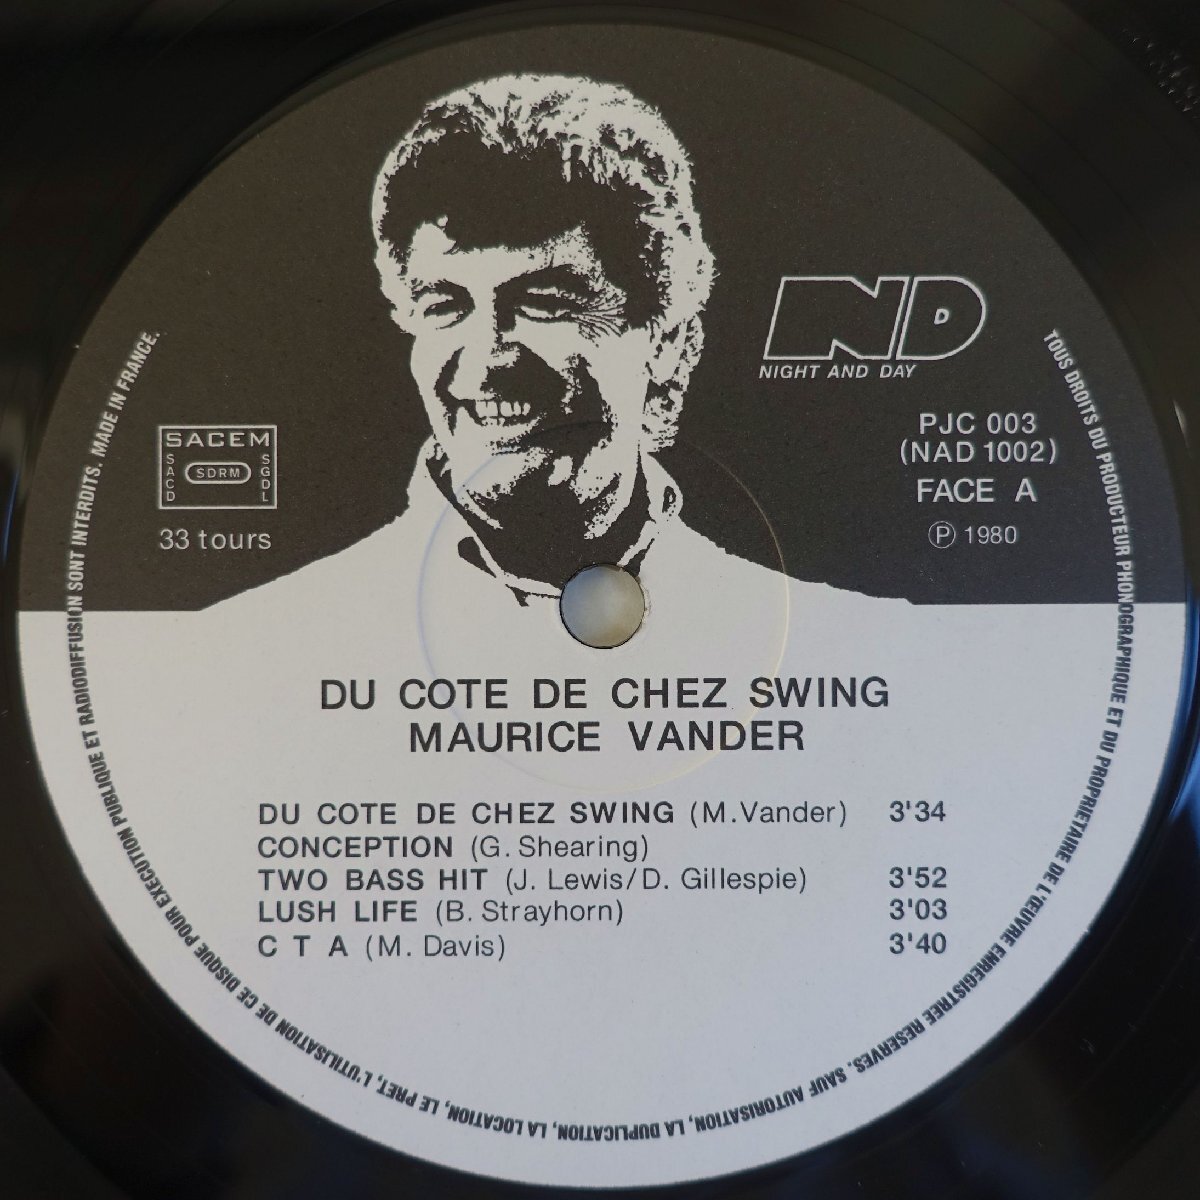 ND
NIGHT AND DAY
PJC 003
(NAD 1002)
FACE A
Ⓟ 1980
SACEM
SACD
SDRM
SGDL
33 tours
DU COTE DE CHEZ SWING
MAURICE VANDER
DU COTE DE CHEZ SWING (M.Vander) 3'34
CONCEPTION (G. Shearing)
TWO BASS HIT (J. Lewis/D. Gillespie) 3'52
LUSH LIFE (B. Strayhorn) 3'03
C T A (M. Davis) 3'40
TOUS DROITS DU PRODUCTEUR PHONOGRAPHIQUE ET DU PROPRIETAIRE DE L'ŒUVRE ENREGISTREE RESERVES. SAUF AUTORISATION, LA DUPLICATION, LA LOCATION, LE PRET, L'UTILISATION DE CE DISQUE POUR EXECUTION PUBLIQUE ET RADIODIFFUSION SONT INTERDITS. MADE IN FRANCE.